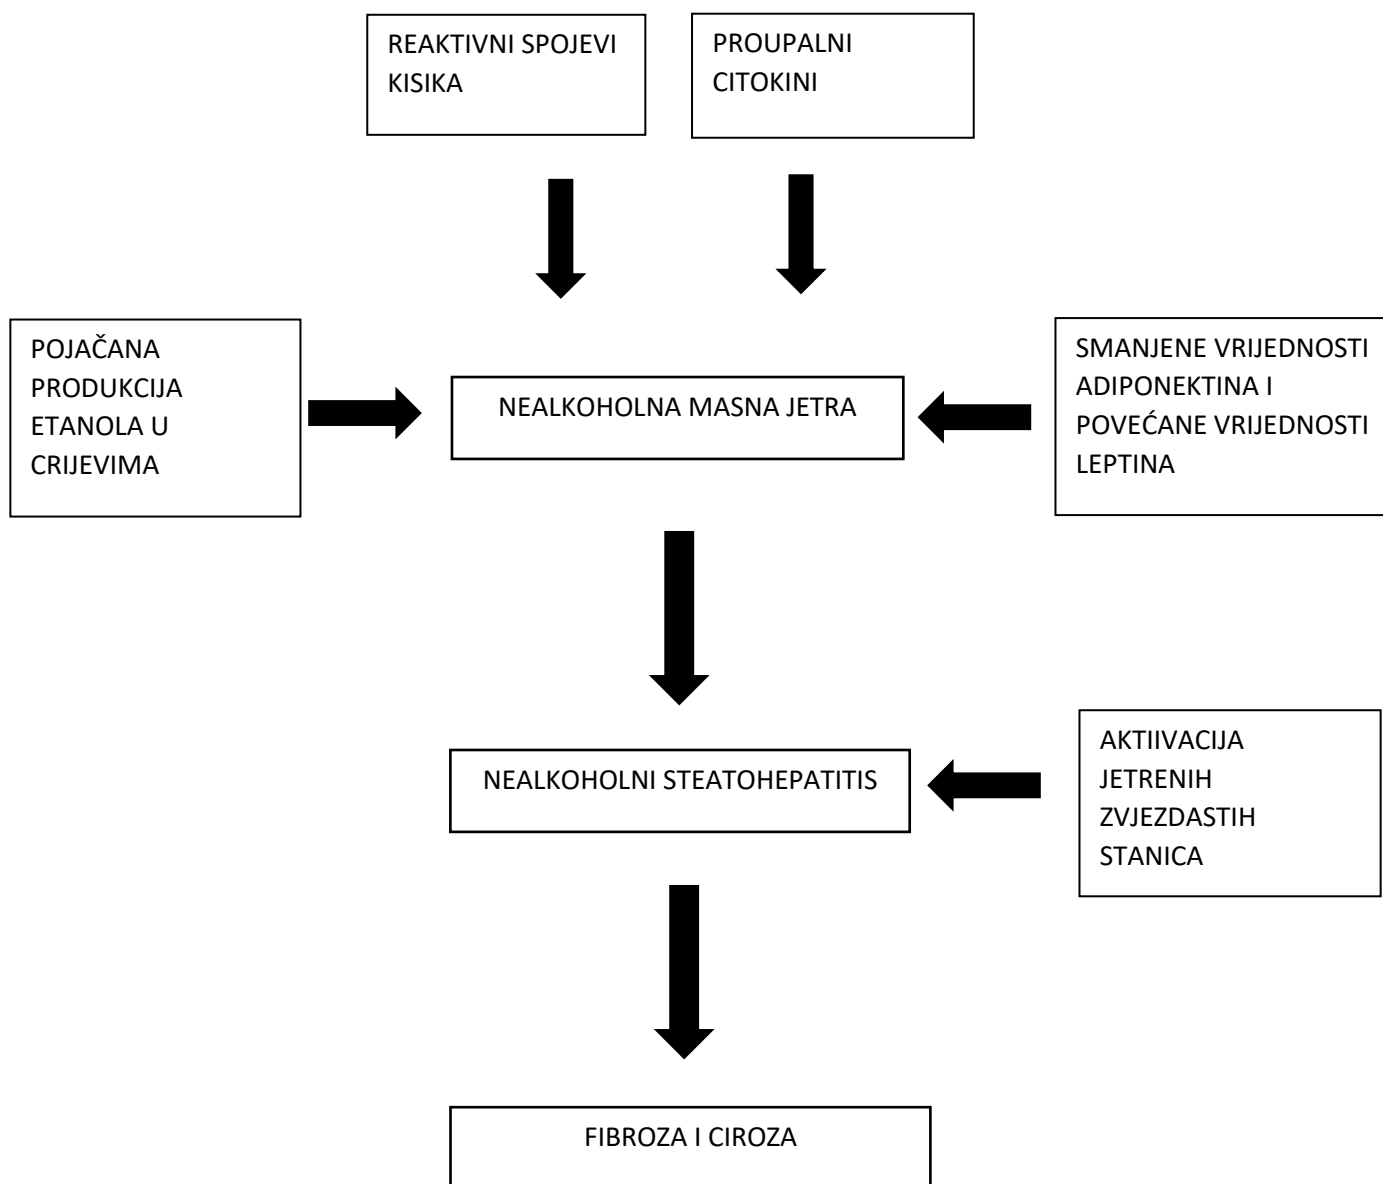 REAKTIVNI SPOJEVI
KISIKA
PROUPALNI
CITOKINI
POJAČANA
PRODUKCIJA
ETANOLA U
CRIJEVIMA
NEALKOHOLNA MASNA JETRA
SMANJENE VRIJEDNOSTI
ADIPONEKTINA I
POVEĆANE VRIJEDNOSTI
LEPTINA
NEALKOHOLNI STEATOHEPATITIS
AKTIIVACIJA
JETRENIH
ZVJEZDASTIH
STANICA
FIBROZA I CIROZA